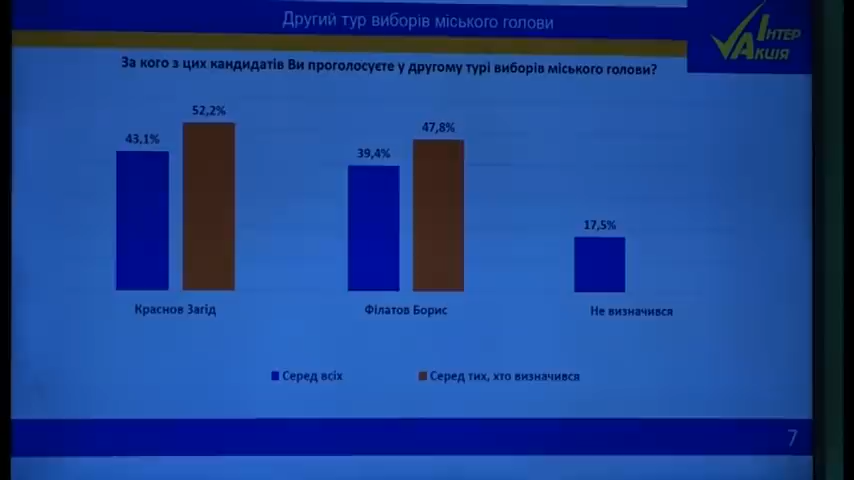 Другий тур виборів міського голови
ІНТЕР
АКЦІЯ
За кого з цих кандидатів Ви проголосуєте у другому турі виборів міського голови?
43,1%
52,2%
39,4%
47,8%
17,5%
Краснов Загід
Філатов Борис
Не визначився
Серед всіх
Серед тих, хто визначився
7